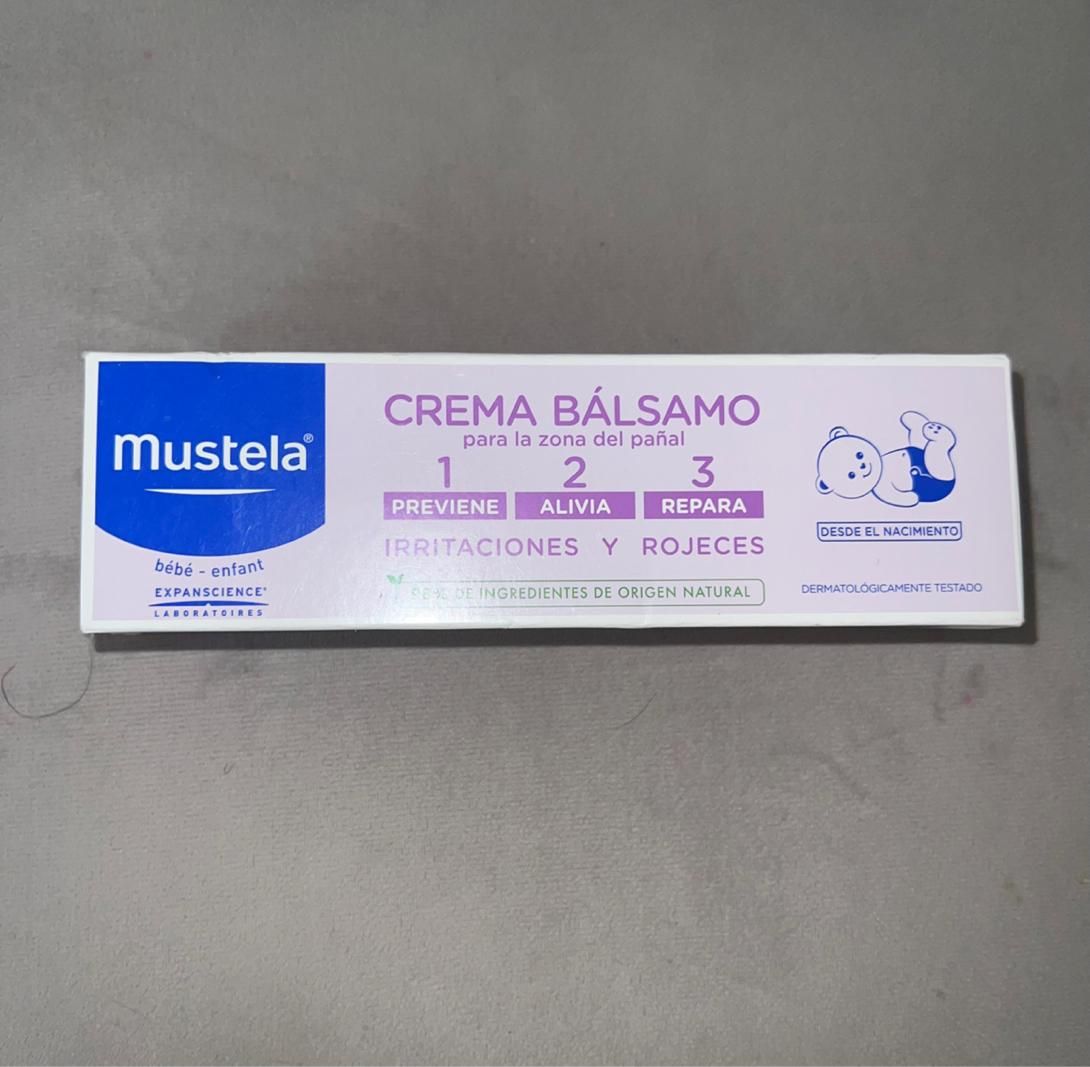 mustela®
bébé - enfant
EXPANSCIENCE®
LABORATOIRES
CREMA BÁLSAMO
para la zona del pañal
1 2 3
PREVIENE ALIVIA REPARA
IRRITACIONES Y ROJECES
DE INGREDIENTES DE ORIGEN NATURAL
DESDE EL NACIMIENTO
DERMATOLÓGICAMENTE TESTADO